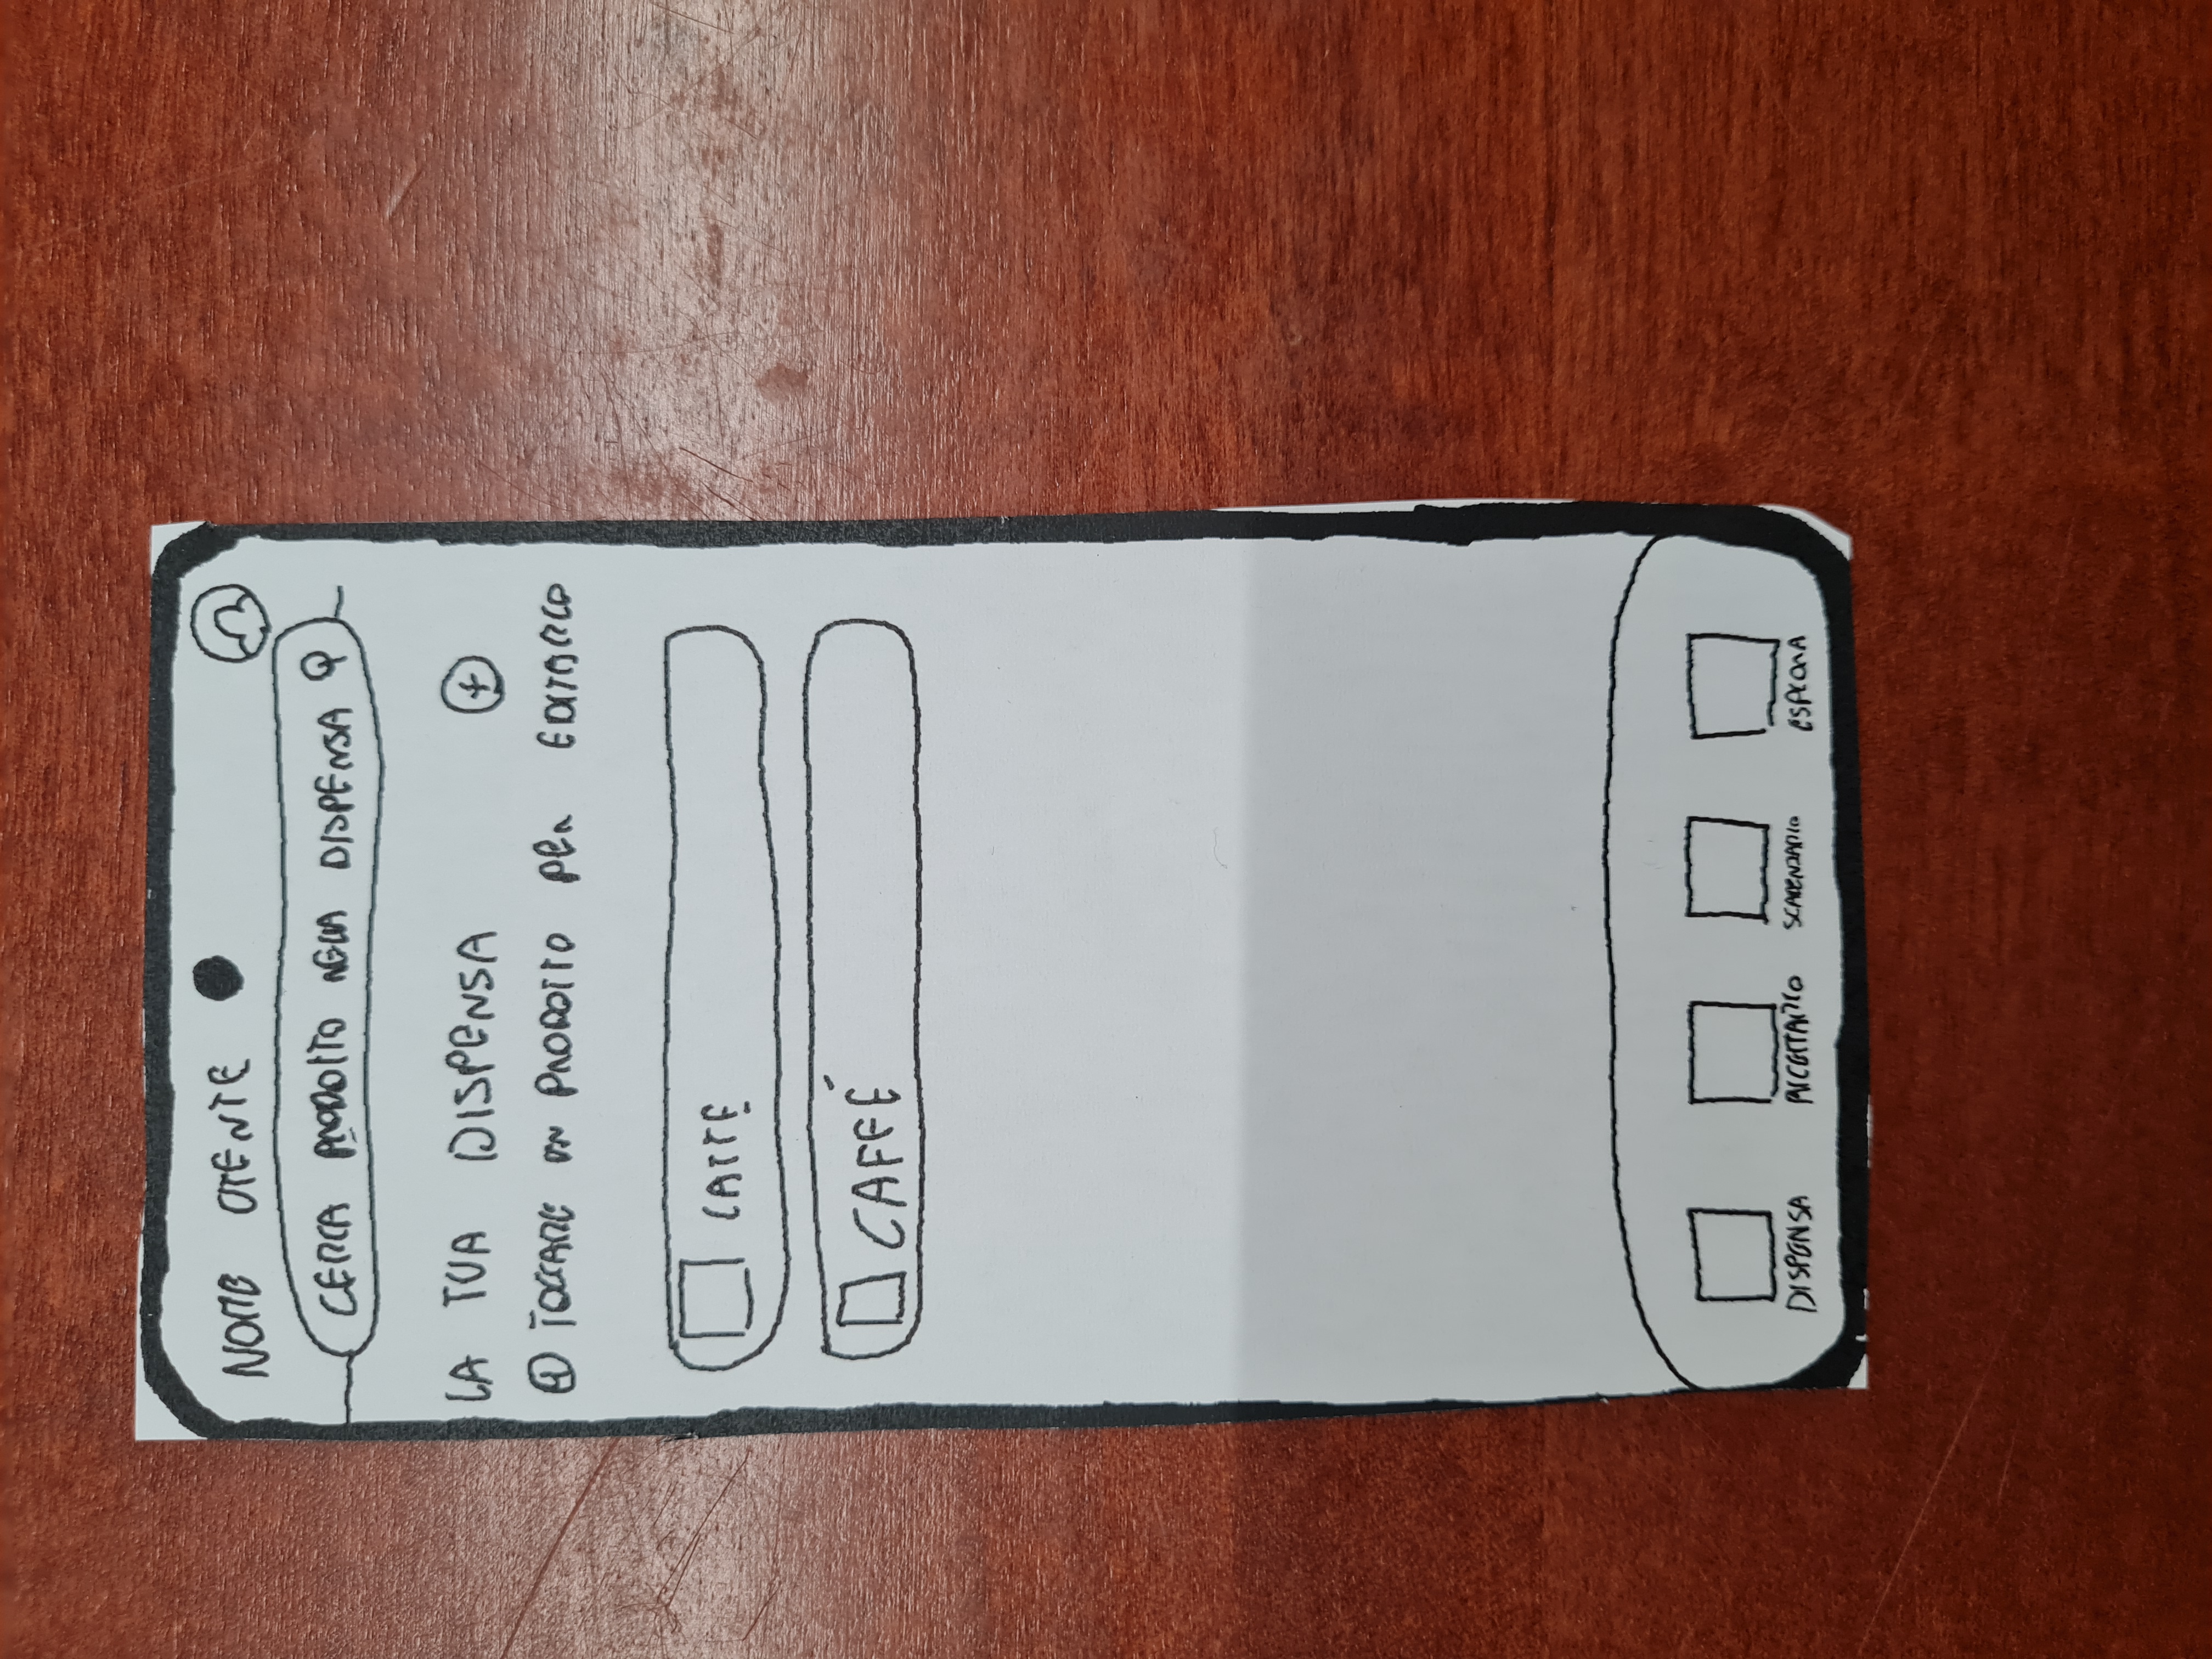 NOME UTENTE
CERCA PRODOTTO NELLA DISPENSA
LA TUA DISPENSA +
TOCCARE UN PRODOTTO PER EDITARLO
LATTE
CAFFÉ
DISPENSA RICETTARIO SCADENZARIO ESPLORA